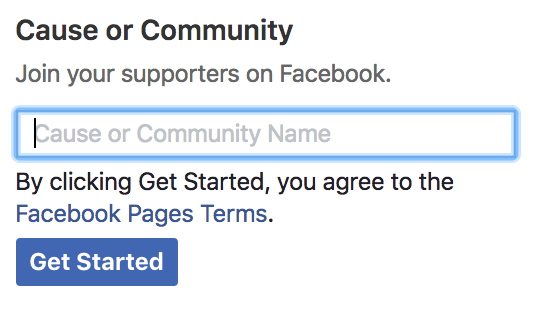 Cause or Community
Join your supporters on Facebook.
Cause or Community Name
By clicking Get Started, you agree to the
Facebook Pages Terms.
Get Started